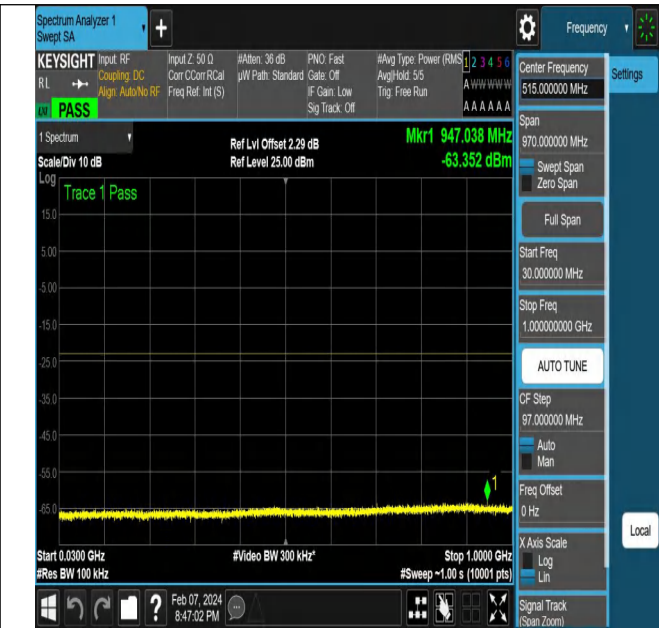 Spectrum Analyzer 1
Swept SA
+
Frequency
KEYSIGHT
RL
PASS
Input: RF
Coupling: DC
Align: Auto/No RF
Input Z: 50 Ω
Corr CCorr RCal
Freq Ref: Int (S)
#Atten: 36 dB
µW Path: Standard
PNO: Fast
Gate: Off
IF Gain: Low
Sig Track: Off
#Avg Type: Power (RMS
Avg|Hold: 5/5
Trig: Free Run
1 2 3 4 5 6
A W W W W W
A A A A A A
Settings
1 Spectrum
Scale/Div 10 dB
Ref Lvl Offset 2.29 dB
Ref Level 25.00 dBm
Mkr1 947.038 MHz
-63.352 dBm
Log
Trace 1 Pass
15.0
5.00
-5.00
-15.0
-25.0
-35.0
-45.0
-55.0
-65.0
1
Start 0.0300 GHz
#Res BW 100 kHz
#Video BW 300 kHz*
Stop 1.0000 GHz
#Sweep ~1.00 s (10001 pts)
Center Frequency
515.000000 MHz
Span
970.000000 MHz
Swept Span
Zero Span
Full Span
Start Freq
30.000000 MHz
Stop Freq
1.000000000 GHz
AUTO TUNE
CF Step
97.000000 MHz
Auto
Man
Freq Offset
0 Hz
X Axis Scale
Log
Lin
Signal Track
(Span Zoom)
Local
?
Feb 07, 2024
8:47:02 PM